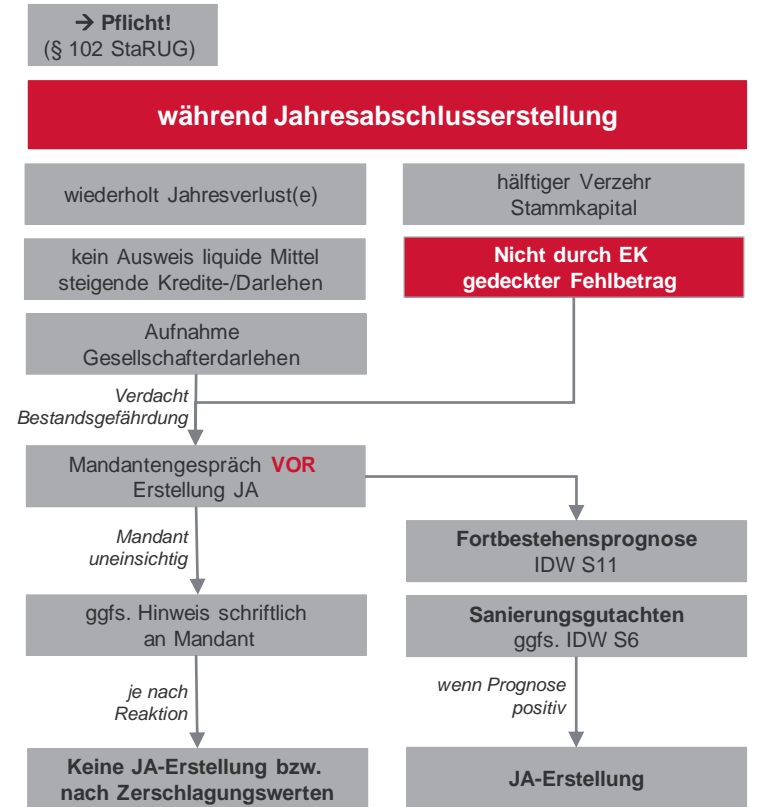 → Pflicht!
(§ 102 StaRUG)
während Jahresabschlusserstellung
wiederholt Jahresverlust(e)
hälftiger Verzehr
Stammkapital
kein Ausweis liquide Mittel
steigende Kredite-/Darlehen
Nicht durch EK
gedeckter Fehlbetrag
Aufnahme
Gesellschafterdarlehen
Verdacht
Bestandsgefährdung
Mandantengespräch VOR
Erstellung JA
Mandant
uneinsichtig
Fortbestehensprognose
IDW S11
ggfs. Hinweis schriftlich
an Mandant
Sanierungsgutachten
ggfs. IDW S6
je nach
Reaktion
wenn Prognose
positiv
Keine JA-Erstellung bzw.
nach Zerschlagungswerten
JA-Erstellung